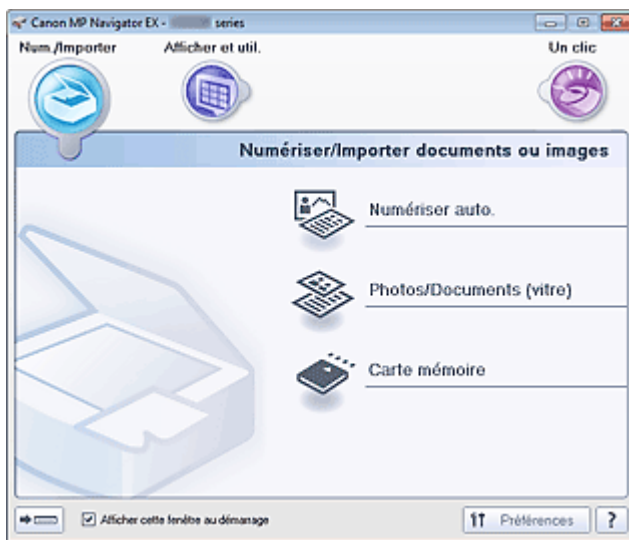 Canon MP Navigator EX - series
Num./Importer Afficher et util. Un clic
Numériser/Importer documents ou images
Numériser auto.
Photos/Documents (vitre)
Carte mémoire
Afficher cette fenêtre au démarrage
Préférences ?